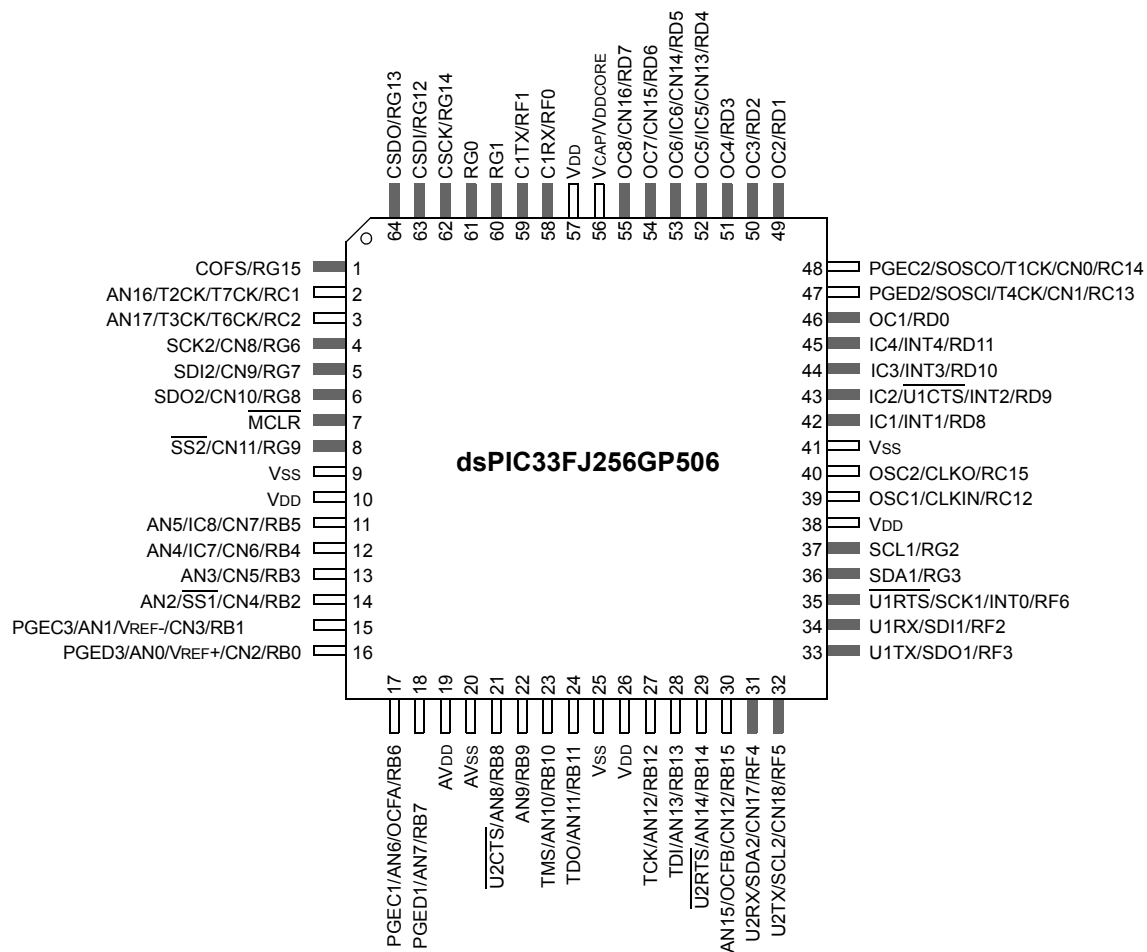 CSDO/RG13
CSDI/RG12
CSCK/RG14
RG0
RG1
C1TX/RF1
C1RX/RF0
VDD
VCAP/VDDCORE
OC8/CN16/RD7
OC7/CN15/RD6
OC6/IC6/CN14/RD5
OC5/IC5/CN13/RD4
OC4/RD3
OC3/RD2
OC2/RD1
64 63 62 61 60 59 58 57 56 55 54 53 52 51 50 49
COFS/RG15 1
AN16/T2CK/T7CK/RC1 2
AN17/T3CK/T6CK/RC2 3
SCK2/CN8/RG6 4
SDI2/CN9/RG7 5
SDO2/CN10/RG8 6
MCLR 7
SS2/CN11/RG9 8
VSS 9
VDD 10
AN5/IC8/CN7/RB5 11
AN4/IC7/CN6/RB4 12
AN3/CN5/RB3 13
AN2/SS1/CN4/RB2 14
PGEC3/AN1/VREF-/CN3/RB1 15
PGED3/AN0/VREF+/CN2/RB0 16
dsPIC33FJ256GP506
48 PGEC2/SOSCO/T1CK/CN0/RC14
47 PGED2/SOSCI/T4CK/CN1/RC13
46 OC1/RD0
45 IC4/INT4/RD11
44 IC3/INT3/RD10
43 IC2/U1CTS/INT2/RD9
42 IC1/INT1/RD8
41 VSS
40 OSC2/CLKO/RC15
39 OSC1/CLKIN/RC12
38 VDD
37 SCL1/RG2
36 SDA1/RG3
35 U1RTS/SCK1/INT0/RF6
34 U1RX/SDI1/RF2
33 U1TX/SDO1/RF3
17 18 19 20 21 22 23 24 25 26 27 28 29 30 31 32
PGEC1/AN6/OCFA/RB6
PGED1/AN7/RB7
AVDD
AVSS
U2CTS/AN8/RB8
AN9/RB9
TMS/AN10/RB10
TDO/AN11/RB11
VSS
VDD
TCK/AN12/RB12
TDI/AN13/RB13
U2RTS/AN14/RB14
AN15/OCFB/CN12/RB15
U2RX/SDA2/CN17/RF4
U2TX/SCL2/CN18/RF5